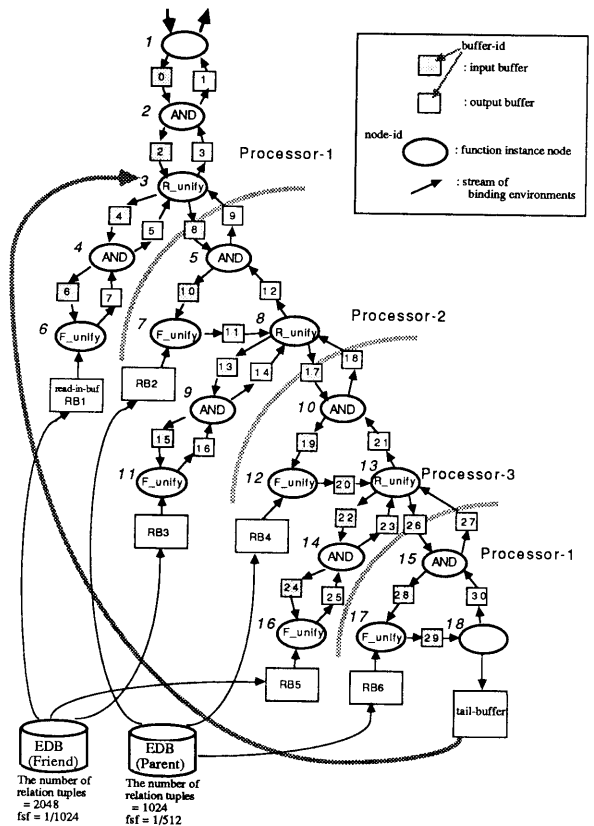 1
buffer-id
0
1
: input buffer
: output buffer
2
AND
node-id
: function instance node
2
3
Processor-1
3
R_unify
: stream of
binding environments
4
5
8
9
4
AND
5
AND
6
7
10
12
6
F_unify
7
F_unify
11
8
R_unify
Processor-2
read-in-buf
RB1
RB2
13
14
17
18
9
AND
10
AND
15
16
19
21
11
F_unify
12
F_unify
20
13
R_unify
Processor-3
RB3
RB4
22
23
26
27
14
AND
15
AND
Processor-1
24
25
28
30
16
F_unify
17
F_unify
29
18
RB5
RB6
tail-buffer
EDB
(Friend)
The number of
relation tuples
= 2048
fsf = 1/1024
EDB
(Parent)
The number of
relation tuples
= 1024
fsf = 1/512